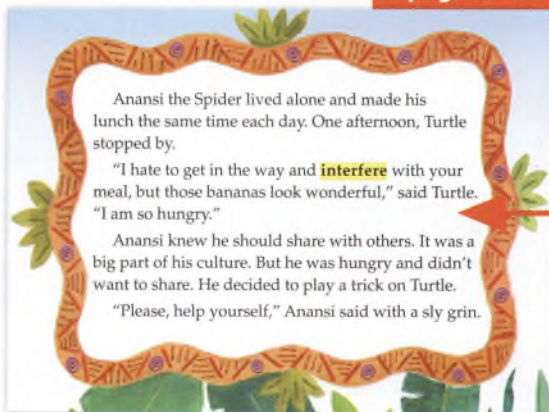 Anansi the Spider lived alone and made his
lunch the same time each day. One afternoon, Turtle
stopped by.
"I hate to get in the way and interfere with your
meal, but those bananas look wonderful," said Turtle.
"I am so hungry."
Anansi knew he should share with others. It was a
big part of his culture. But he was hungry and didn't
want to share. He decided to play a trick on Turtle.
"Please, help yourself," Anansi said with a sly grin.